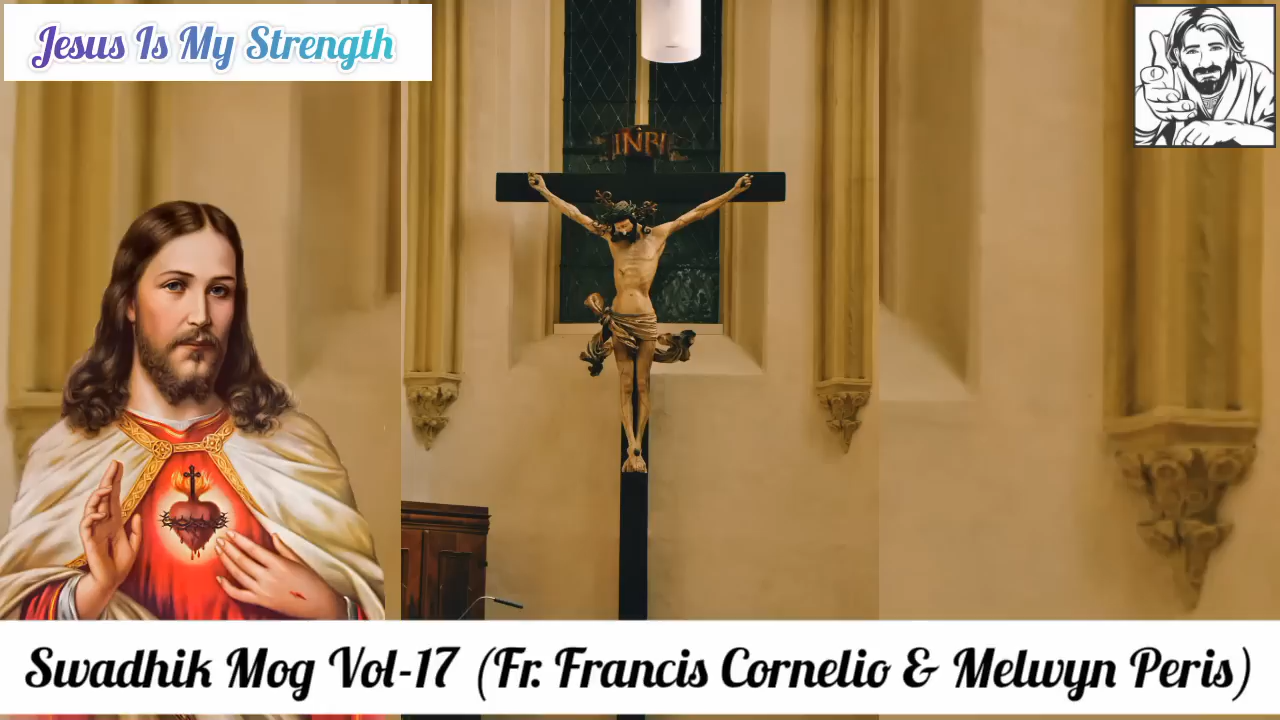 Jesus Is My Strength
INRI
Swadhik Mog Vol-17 (Fr. Francis Cornelio & Melwyn Peris)